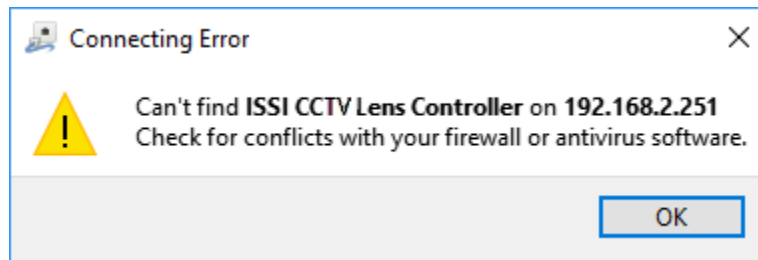 Connecting Error
Can't find ISSI CCTV Lens Controller on 192.168.2.251
Check for conflicts with your firewall or antivirus software.
OK